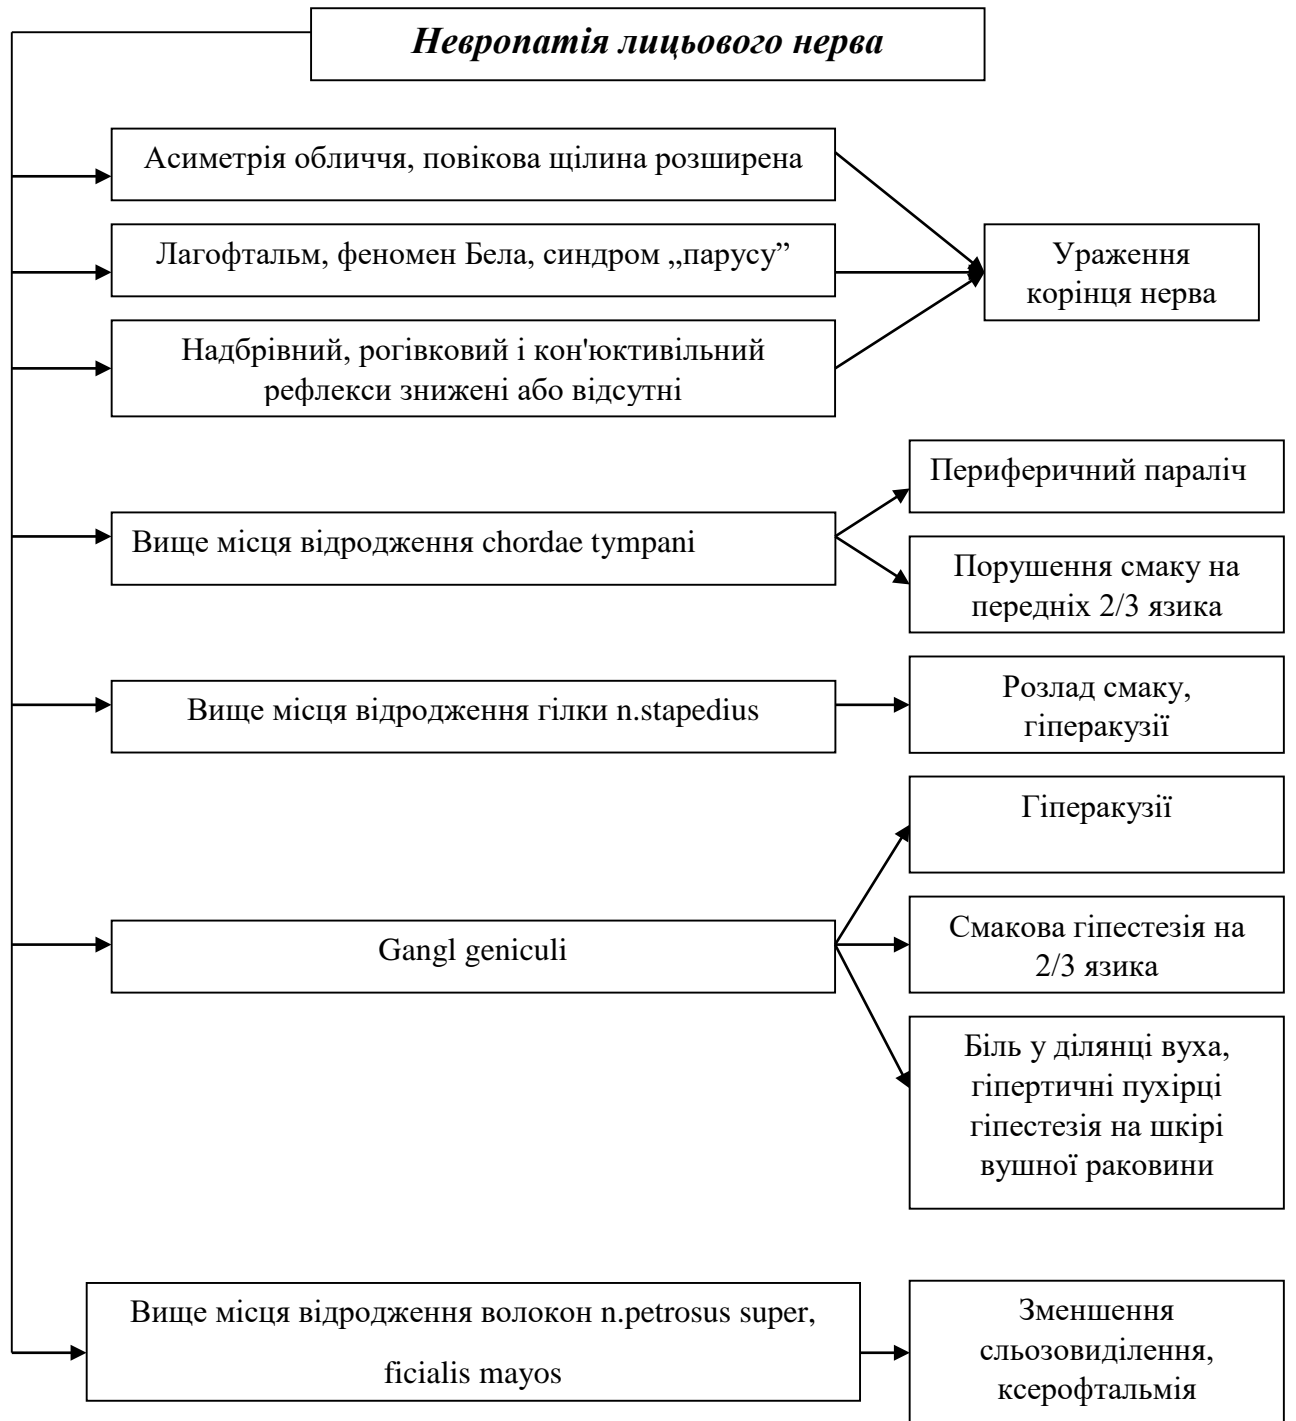 Невропатія лицьового нерва
Асиметрія обличчя, повікова щілина розширена
Лагофтальм, феномен Бела, синдром „парусу”
Ураження
корінця нерва
Надбрівний, рогівковий і кон'юктивільний
рефлекси знижені або відсутні
Периферичний параліч
Вище місця відродження chordae tympani
Порушення смаку на
передніх 2/3 язика
Вище місця відродження гілки n.stapedius
Розлад смаку,
гіперакузії
Гіперакузії
Gangl geniculi
Смакова гіпестезія на
2/3 язика
Біль у ділянці вуха,
гіпертичні пухірці
гіпестезія на шкірі
вушної раковини
Вище місця відродження волокон n.petrosus super,
ficialis mayos
Зменшення
сльозовиділення,
ксерофтальмія